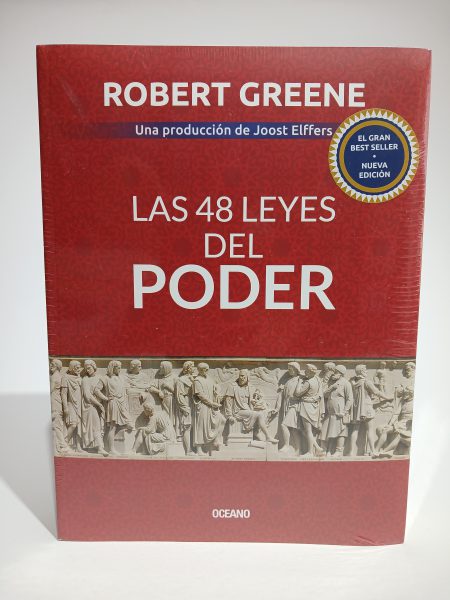 ROBERT GREENE
Una producción de Joost Elffers
EL GRAN
BEST SELLER
•
NUEVA
EDICIÓN
LAS 48 LEYES
DEL
PODER
OCEANO